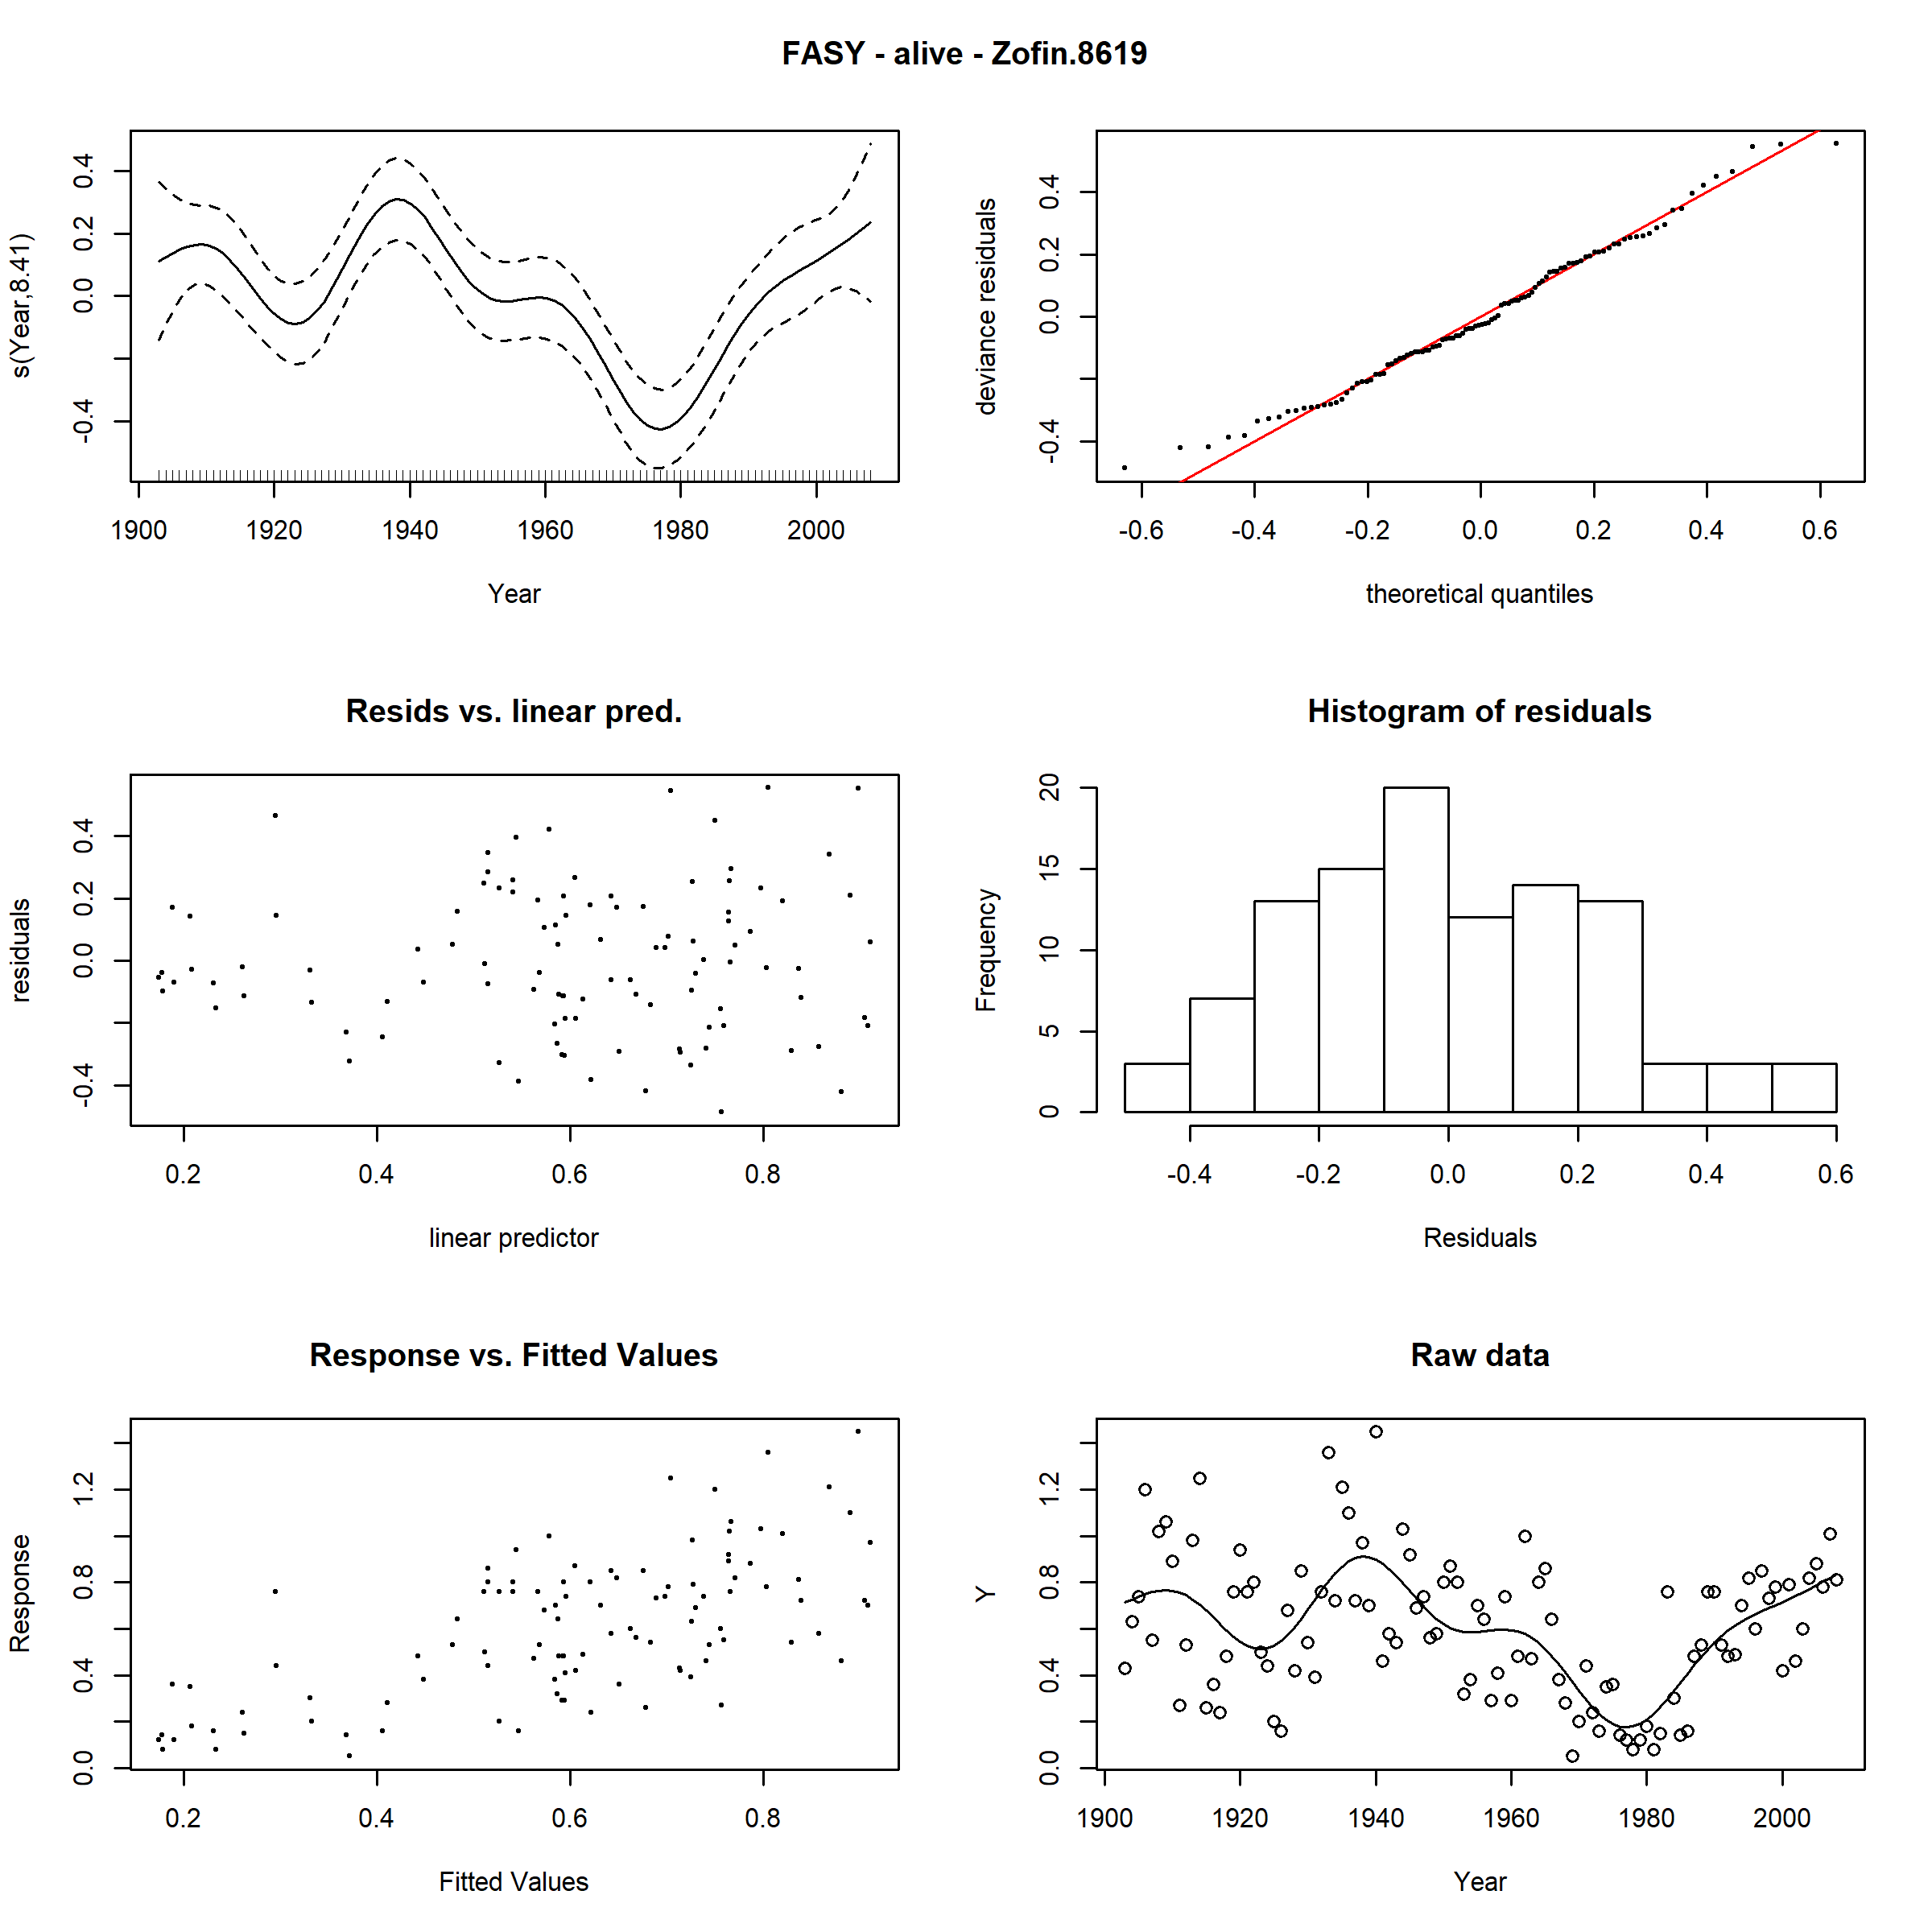 FASY - alive - Zofin.8619
s(Year,8.41)
0.4
0.2
0.0
-0.4
1900 1920 1940 1960 1980 2000
Year
deviance residuals
0.4
0.2
0.0
-0.4
-0.6 -0.4 -0.2 0.0 0.2 0.4 0.6
theoretical quantiles
Resids vs. linear pred.
residuals
0.4
0.2
0.0
-0.4
0.2 0.4 0.6 0.8
linear predictor
Histogram of residuals
Frequency
20
15
10
5
0
-0.4 -0.2 0.0 0.2 0.4 0.6
Residuals
Response vs. Fitted Values
Response
1.2
0.8
0.4
0.0
0.2 0.4 0.6 0.8
Fitted Values
Raw data
Y
1.2
0.8
0.4
0.0
1900 1920 1940 1960 1980 2000
Year